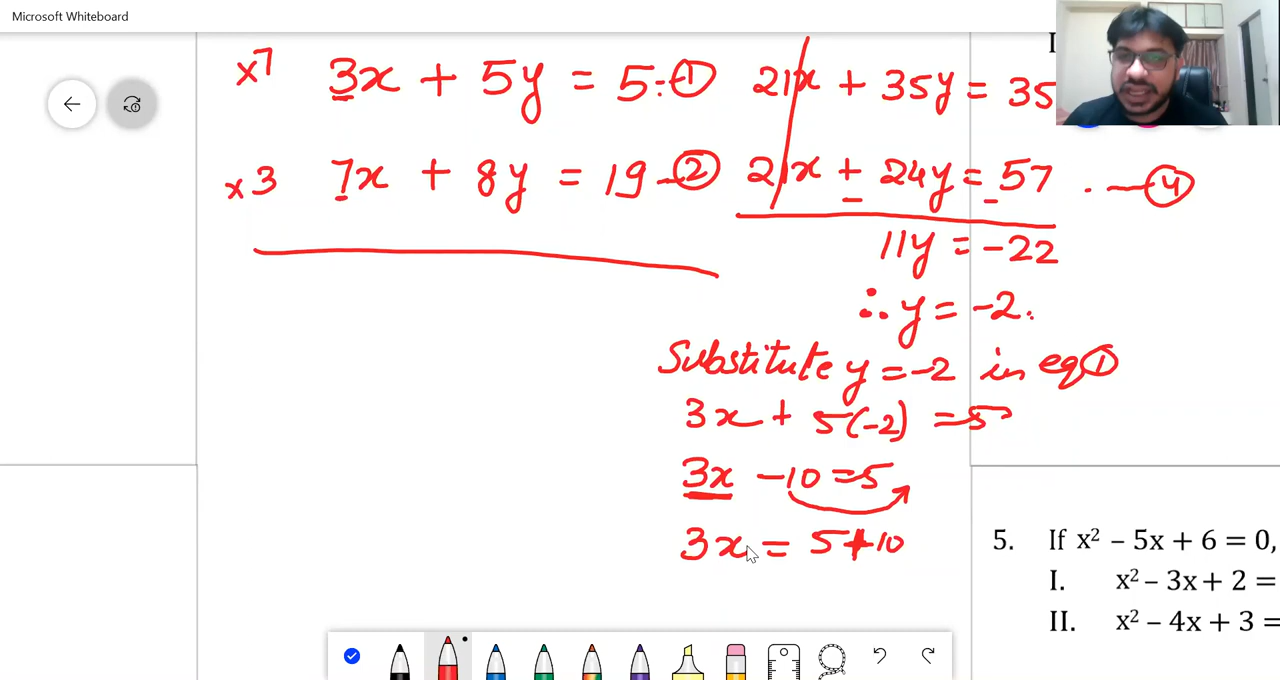 Microsoft Whiteboard
x7 3x + 5y = 5 - ① 21x + 35y = 35
x3 7x + 8y = 19 - ② 21x + 24y = 57 . — ④
11y = -22
∴ y = -2.
Substitute y = -2 in eq ①
3x + 5(-2) = 5
3x - 10 = 5
3x = 5 + 10
5. If x² - 5x + 6 = 0,
I. x² – 3x + 2 =
II. x² – 4x + 3 =